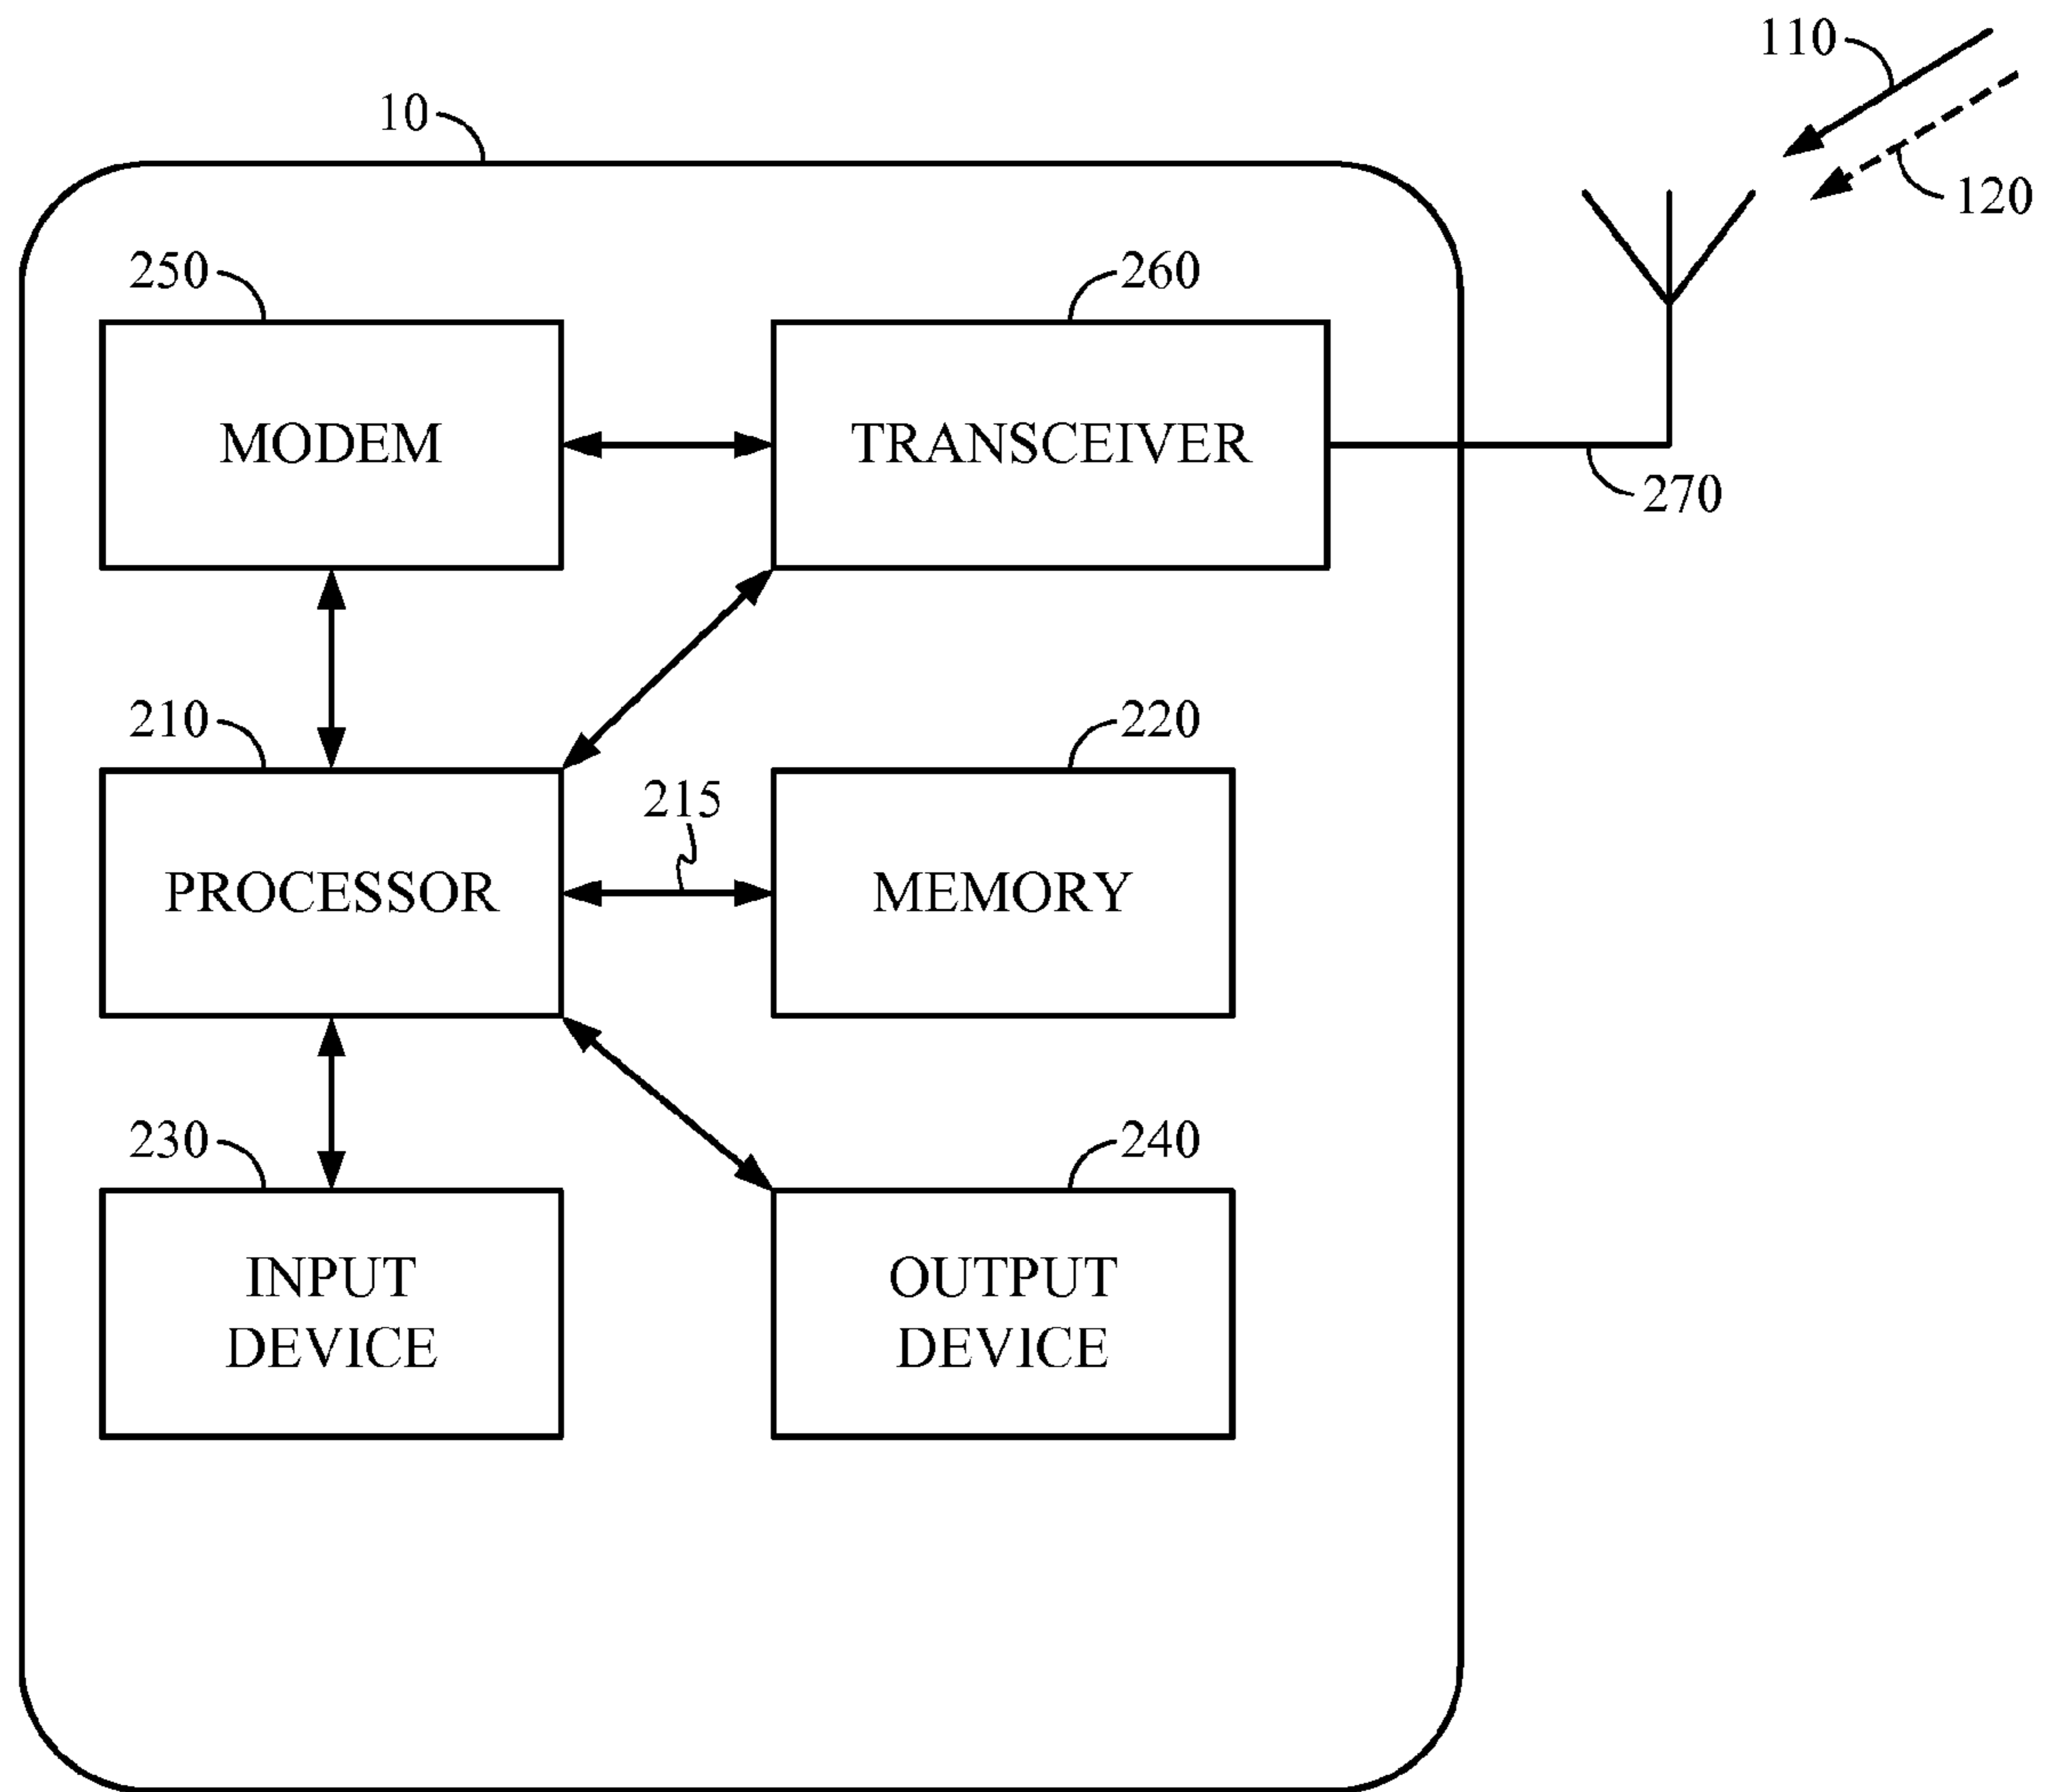 110
10
120
250
260
MODEM
TRANSCEIVER
270
210
220
215
PROCESSOR
MEMORY
230
240
INPUT
DEVICE
OUTPUT
DEVICE